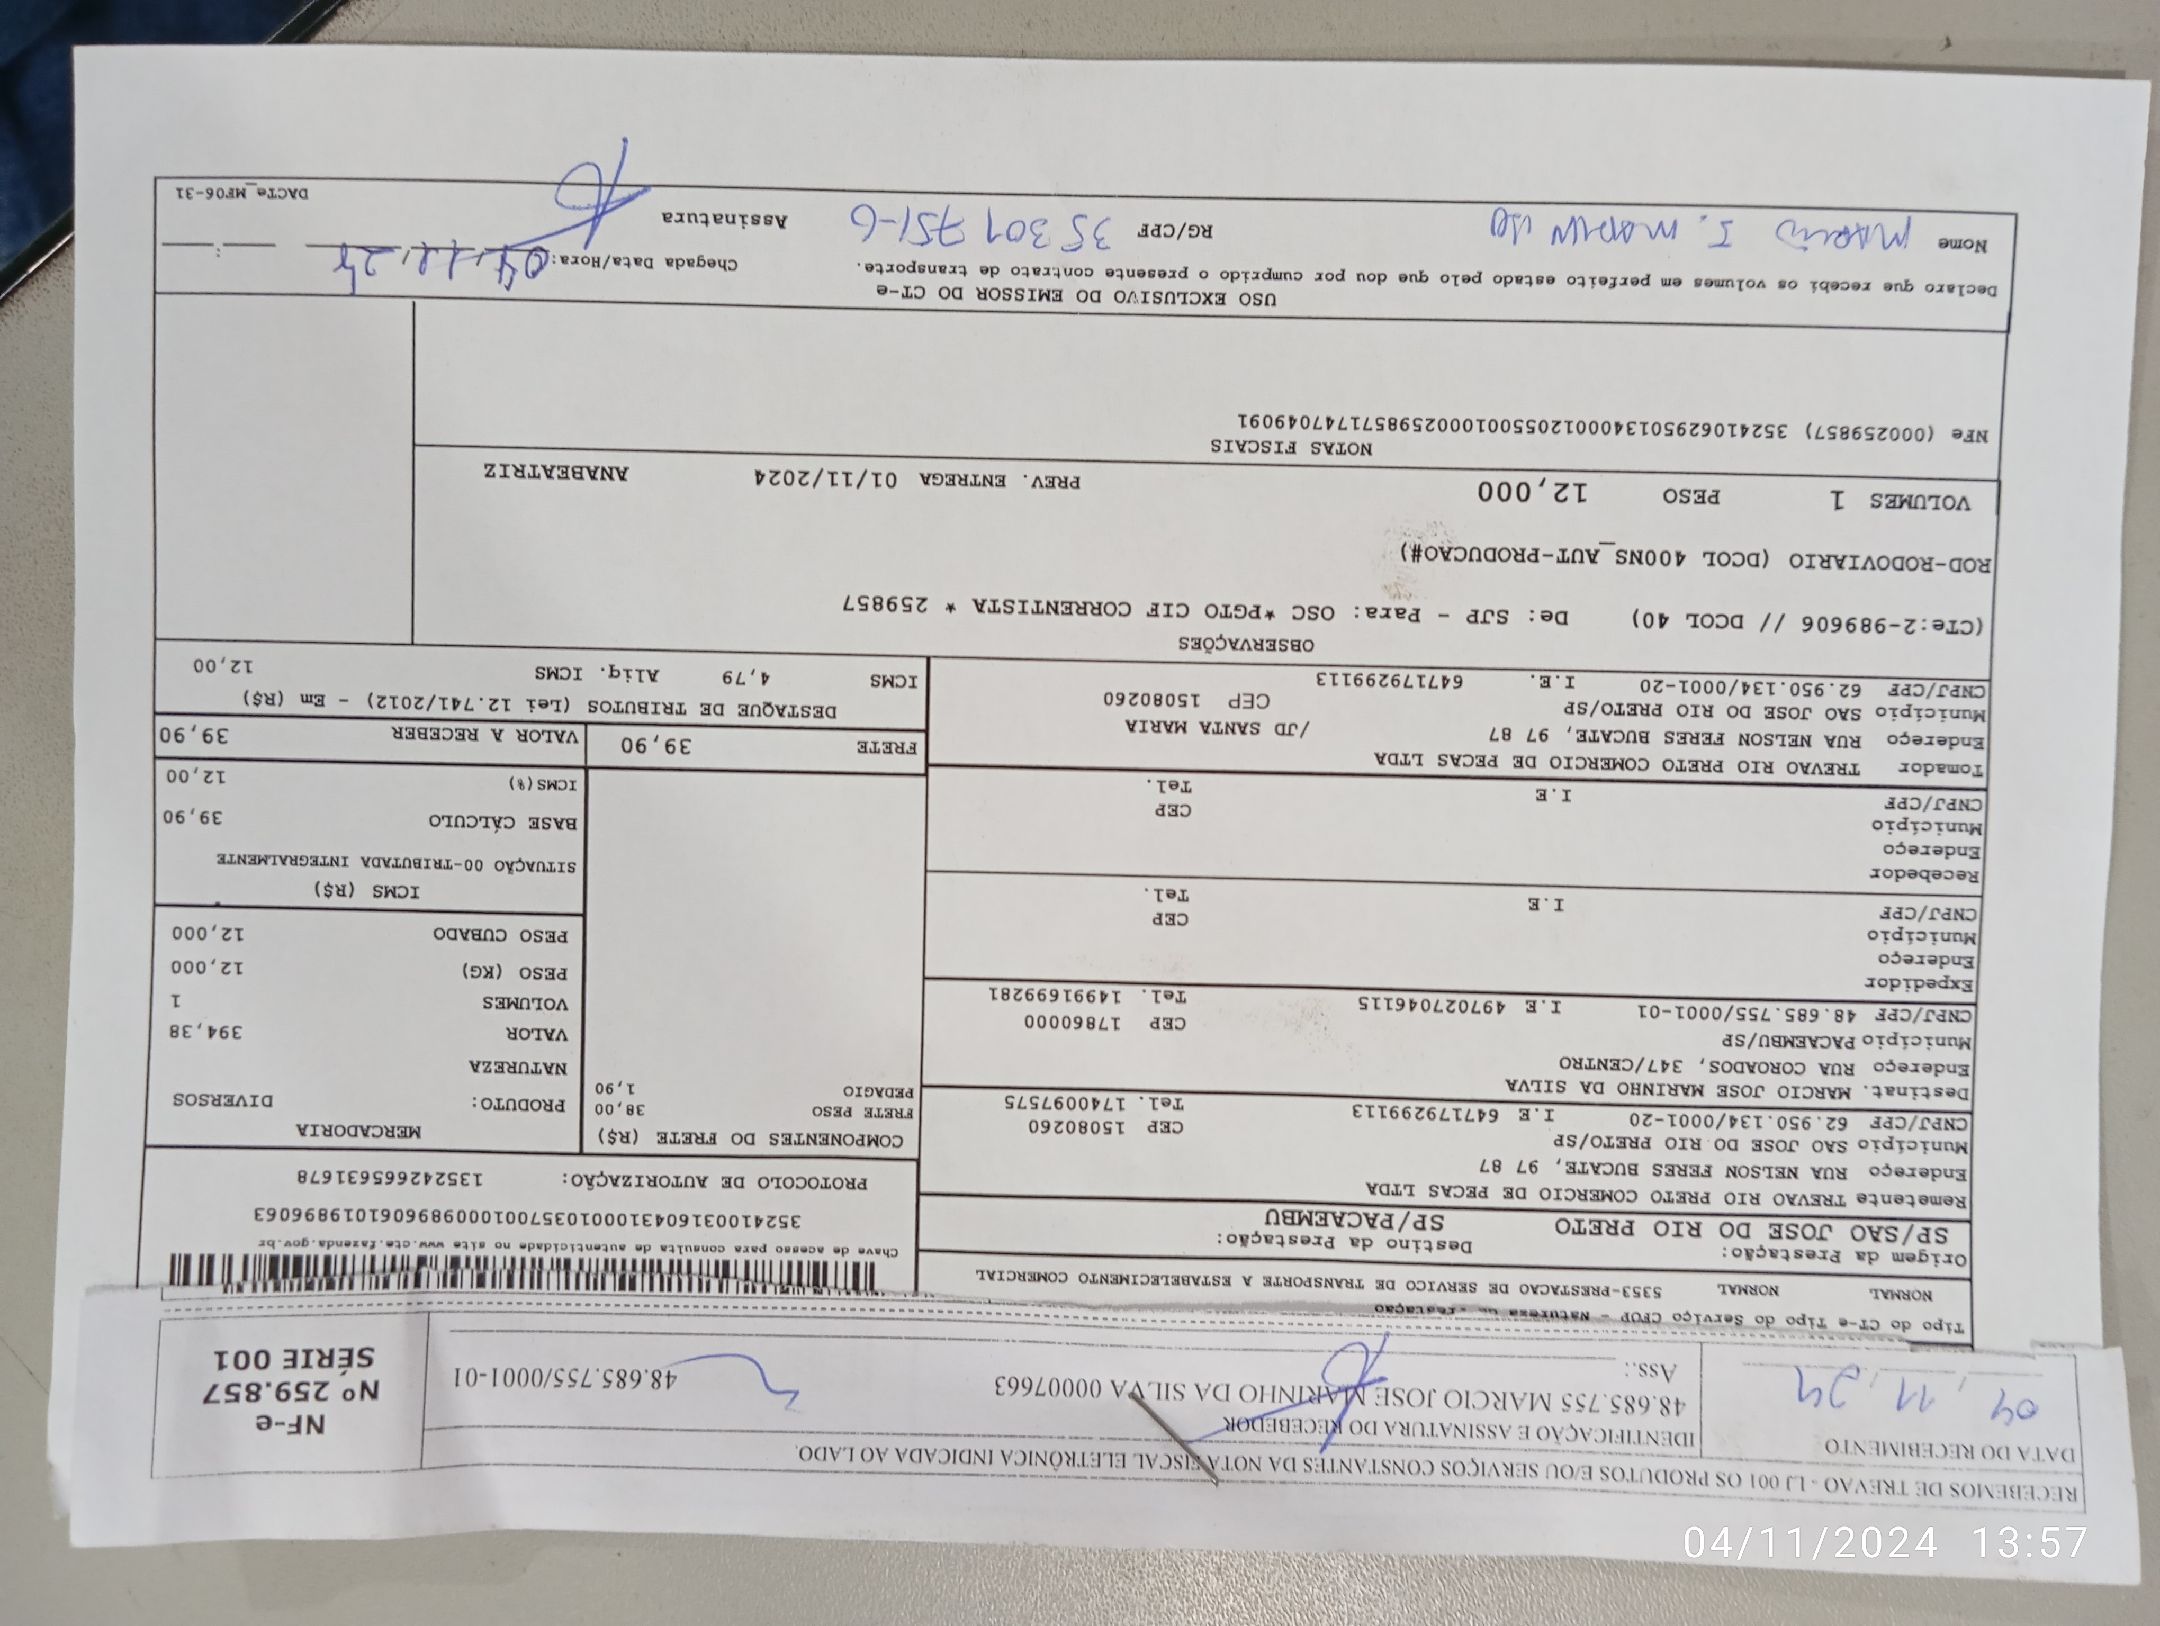 RECEBEMOS DE TREVAO - LJ 001 OS PRODUTOS E/OU SERVIÇOS CONSTANTES DA NOTA FISCAL ELETRÔNICA INDICADA AO LADO.
DATA DO RECEBIMENTO
04, 11, 24
IDENTIFICAÇÃO E ASSINATURA DO RECEBEDOR
48.685.755 MARCIO JOSE MARINHO DA SILVA 00007663
48.685.755/0001-01
Ass.:
NF-e
Nº 259.857
SÉRIE 001
Tipo do CT-e Tipo do Serviço CFOP - Natureza
NORMAL NORMAL 5353-PRESTACAO DE SERVICO DE TRANSPORTE A ESTABELECIMENTO COMERCIAL
Origem da Prestação: Destino da Prestação:
SP/SAO JOSE DO RIO PRETO SP/PACAEMBU
Chave de acesso para consulta de autenticidade no site www.cte.fazenda.gov.br
35241003160431000103570010009896061019896063
PROTOCOLO DE AUTORIZAÇÃO: 135242665631678
Remetente TREVAO RIO PRETO COMERCIO DE PECAS LTDA
Endereço RUA NELSON FERES BUCATE, 97 87
Município SAO JOSE DO RIO PRETO/SP CEP 15080260
CNPJ/CPF 62.950.134/0001-20 I.E 647179299113 Tel. 1740097575
Destinat. MARCIO JOSE MARINHO DA SILVA
Endereço RUA COROADOS, 347/CENTRO
Município PACAEMBU/SP CEP 17860000
CNPJ/CPF 48.685.755/0001-01 I.E 497027046115 Tel. 14991699281
Expedidor
Endereço
Município CEP
CNPJ/CPF I.E Tel.
Recebedor
Endereço
Município CEP
CNPJ/CPF I.E Tel.
Tomador TREVAO RIO PRETO COMERCIO DE PECAS LTDA
Endereço RUA NELSON FERES BUCATE, 97 87 /JD SANTA MARIA
Município SAO JOSE DO RIO PRETO/SP CEP 15080260
CNPJ/CPF 62.950.134/0001-20 I.E. 647179299113
COMPONENTES DO FRETE (R$)
FRETE PESO 38,00
PEDAGIO 1,90
MERCADORIA
PRODUTO: DIVERSOS
NATUREZA
VALOR 394,38
VOLUMES 1
PESO (KG) 12,000
PESO CUBADO 12,000
ICMS (R$)
SITUAÇÃO 00-TRIBUTADA INTEGRALMENTE
BASE CÁLCULO 39,90
ICMS(%) 12,00
FRETE 39,90 VALOR A RECEBER 39,90
DESTAQUE DE TRIBUTOS (Lei 12.741/2012) - Em (R$)
ICMS 4,79 Aliq. ICMS 12,00
OBSERVAÇÕES
(CTe:2-989606 // DCOL 40) De: SJP - Para: OSC *PGTO CIF CORRENTISTA * 259857
ROD-RODOVIARIO (DCOL 400NS_AUT-PRODUCAO#)
VOLUMES 1 PESO 12,000 PREV. ENTREGA 01/11/2024 ANABEATRIZ
NOTAS FISCAIS
NFe (000259857) 35241062950134000120550010002598571747049091
USO EXCLUSIVO DO EMISSOR DO CT-e
Declaro que recebi os volumes em perfeito estado pelo que dou por cumprido o presente contrato de transporte. Chegada Data/Hora: 04, 11, 24 :
Nome RG/CPF 35 301 751-6 Assinatura
DACTe_MF06-31
04/11/2024 13:57